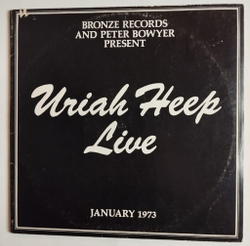 BRONZE RECORDS
AND PETER BOWYER
PRESENT
Uriah Heep
Live
JANUARY 1973